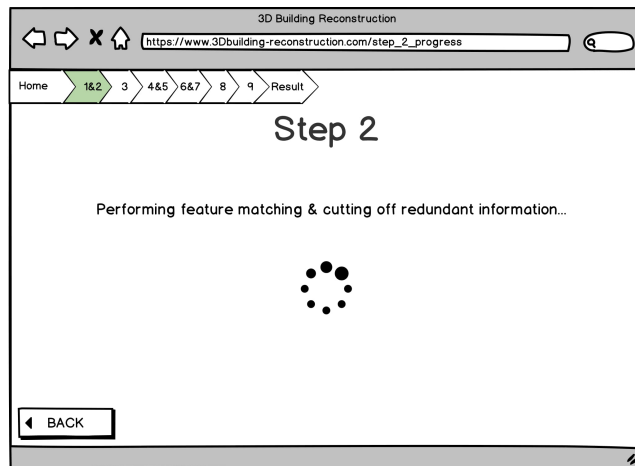 3D Building Reconstruction
https://www.3Dbuilding-reconstruction.com/step_2_progress
Home 1&2 3 4&5 6&7 8 9 Result
Step 2
Performing feature matching & cutting off redundant information...
BACK